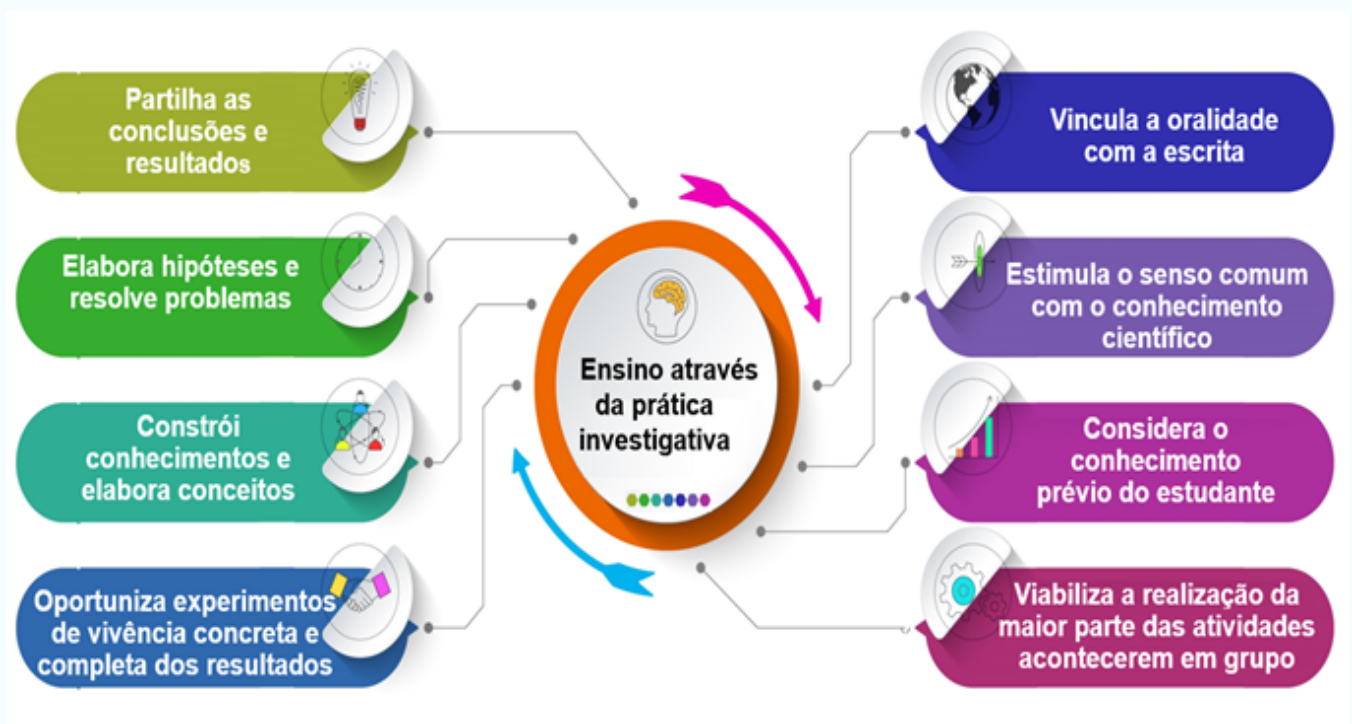 Partilha as
conclusões e
resultados
Elabora hipóteses e
resolve problemas
Constrói
conhecimentos e
elabora conceitos
Oportuniza experimentos
de vivência concreta e
completa dos resultados
Ensino através
da prática
investigativa
Vincula a oralidade
com a escrita
Estimula o senso comum
com o conhecimento
científico
Considera o
conhecimento
prévio do estudante
Viabiliza a realização da
maior parte das atividades
acontecerem em grupo